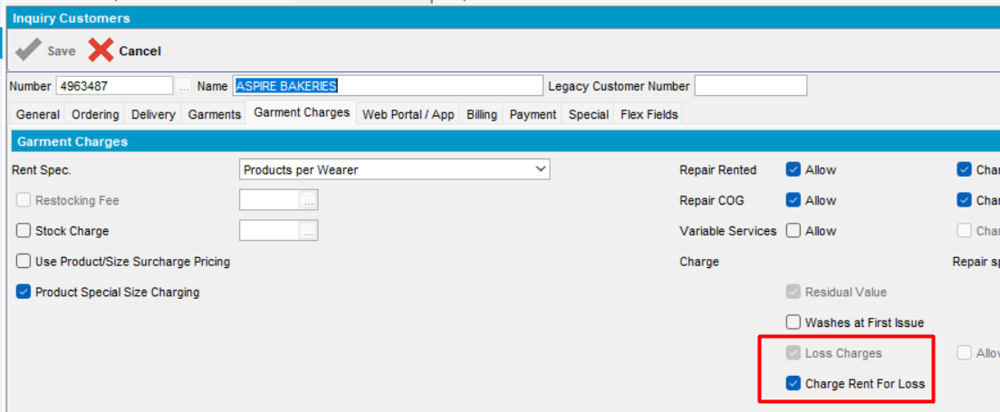 Inquiry Customers
Save Cancel
Number 4963487 ... Name ASPIRE BAKERIES Legacy Customer Number
General Ordering Delivery Garments Garment Charges Web Portal / App Billing Payment Special Flex Fields
Garment Charges
Rent Spec. Products per Wearer Repair Rented Allow Char
Restocking Fee ... Repair COG Allow Char
Stock Charge ... Variable Services Allow Char
Use Product/Size Surcharge Pricing Charge Repair sp
Product Special Size Charging Residual Value
Washes at First Issue
Loss Charges Allow
Charge Rent For Loss